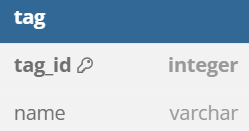 tag
tag_id integer
name varchar